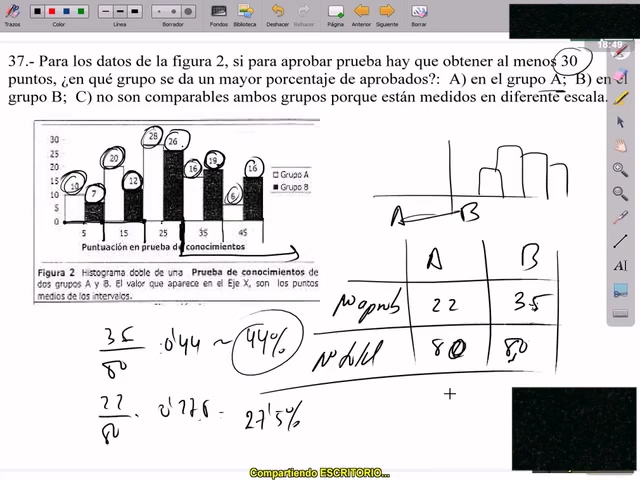 Trazos
Color
Línea
Borrador
Fondos
Biblioteca
Deshacer
Rehacer
Página
Anterior
Siguiente
Borrar
18:49
37.- Para los datos de la figura 2, si para aprobar prueba hay que obtener al menos 30
puntos, ¿en qué grupo se da un mayor porcentaje de aprobados?: A) en el grupo A; B) en el
grupo B; C) no son comparables ambos grupos porque están medidos en diferente escala.
30
25
20
15
10
5
0
10
7
20
12
28
26
16
19
6
16
Grupo A
Grupo B
5 15 25 35 45
Puntuación en prueba de conocimientos
Figura 2 Histograma doble de una Prueba de conocimientos de
dos grupos A y B. El valor que aparece en el Eje X, son los puntos
medios de los intervalos.
A B
A B
Nº aprob 22 35
Nº total 80 80
35/80 0'44 ~ 44%
22/80 0'275 = 27'5%
AI
Compartiendo ESCRITORIO...